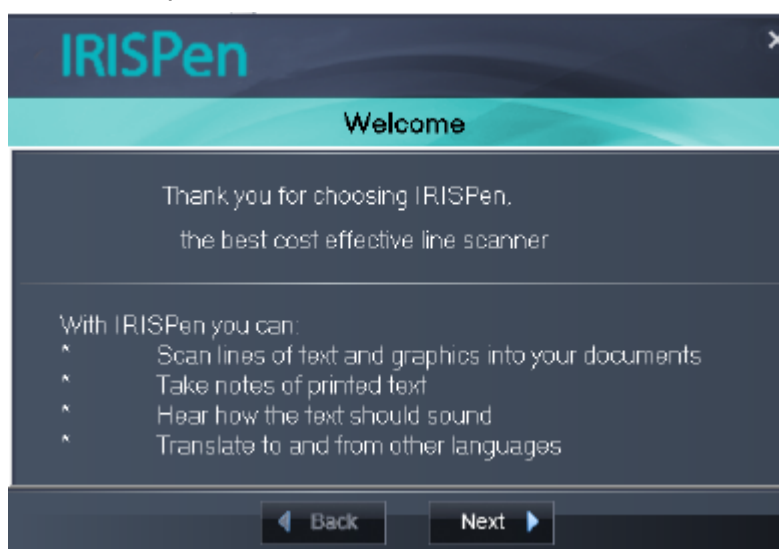 IRISPen
Welcome
Thank you for choosing IRISPen,
the best cost effective line scanner
With IRISPen you can:
* Scan lines of text and graphics into your documents
* Take notes of printed text
* Hear how the text should sound
* Translate to and from other languages
Back Next